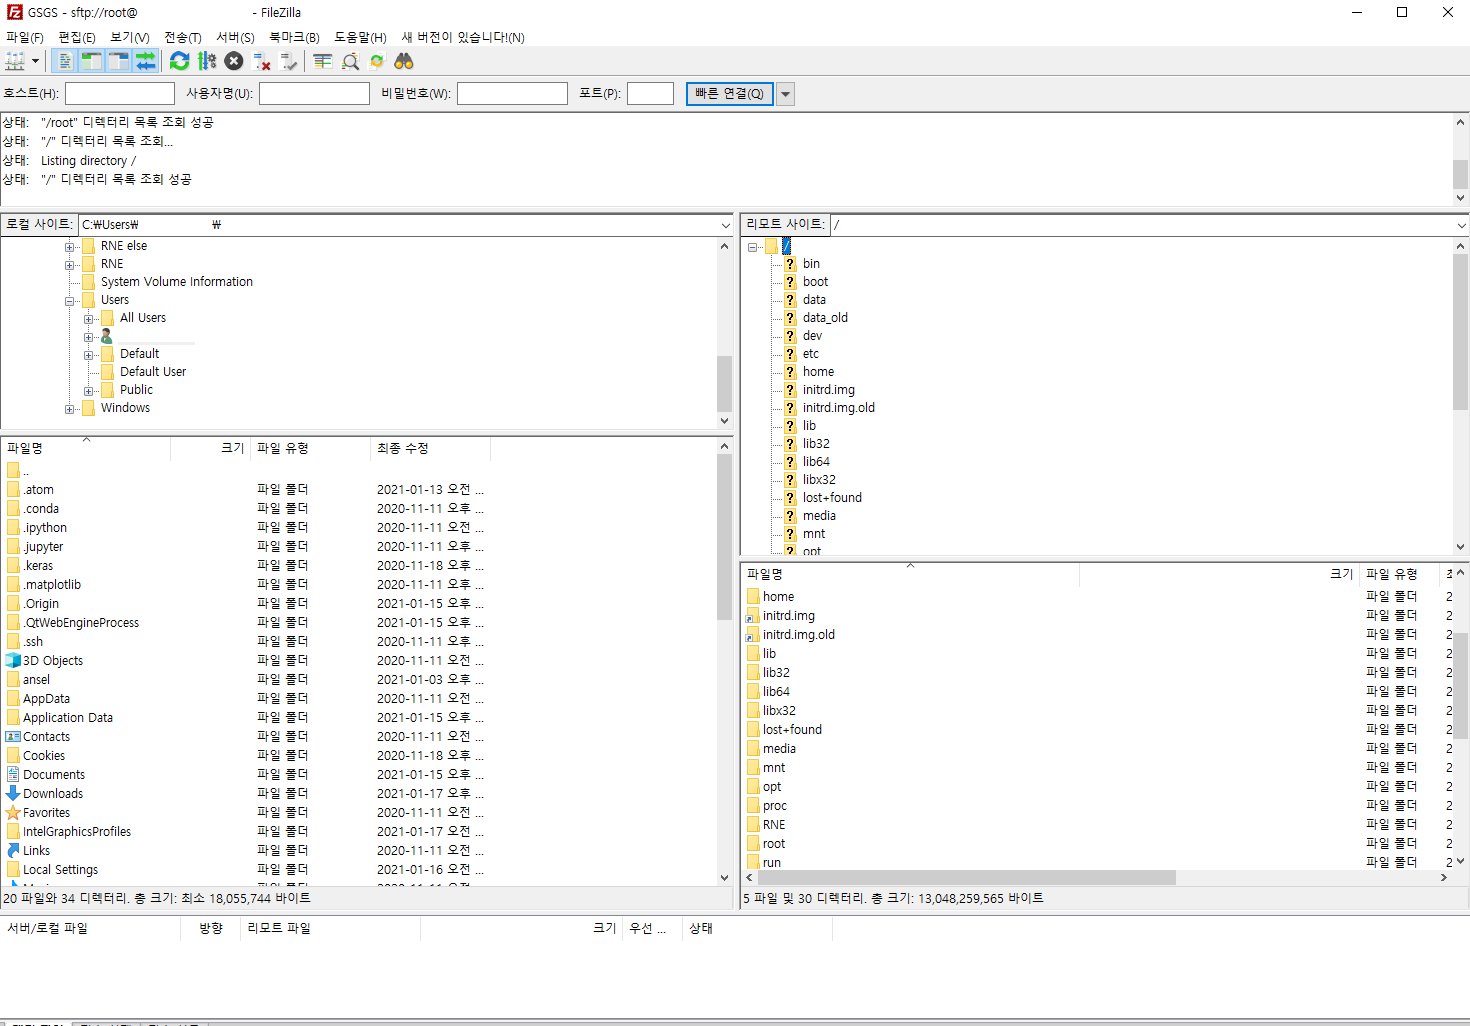 GSGS - sftp://root@ - FileZilla
파일(F) 편집(E) 보기(V) 전송(T) 서버(S) 북마크(B) 도움말(H) 새 버전이 있습니다!(N)
호스트(H): 사용자명(U): 비밀번호(W): 포트(P): 빠른 연결(Q)
상태: "/root" 디렉터리 목록 조회 성공
상태: "/" 디렉터리 목록 조회...
상태: Listing directory /
상태: "/" 디렉터리 목록 조회 성공
로컬 사이트: C:₩Users₩ ₩
RNE else
RNE
System Volume Information
Users
All Users
Default
Default User
Public
Windows
파일명 크기 파일 유형 최종 수정
..
.atom 파일 폴더 2021-01-13 오전 ...
.conda 파일 폴더 2020-11-11 오후 ...
.ipython 파일 폴더 2020-11-11 오전 ...
.jupyter 파일 폴더 2020-11-11 오후 ...
.keras 파일 폴더 2020-11-18 오후 ...
.matplotlib 파일 폴더 2020-11-11 오후 ...
.Origin 파일 폴더 2021-01-15 오후 ...
.QtWebEngineProcess 파일 폴더 2021-01-15 오후 ...
.ssh 파일 폴더 2020-11-11 오후 ...
3D Objects 파일 폴더 2020-11-11 오전 ...
ansel 파일 폴더 2021-01-03 오후 ...
AppData 파일 폴더 2020-11-11 오전 ...
Application Data 파일 폴더 2021-01-15 오후 ...
Contacts 파일 폴더 2020-11-11 오전 ...
Cookies 파일 폴더 2020-11-18 오후 ...
Documents 파일 폴더 2021-01-15 오후 ...
Downloads 파일 폴더 2021-01-17 오후 ...
Favorites 파일 폴더 2020-11-11 오전 ...
IntelGraphicsProfiles 파일 폴더 2021-01-17 오전 ...
Links 파일 폴더 2020-11-11 오전 ...
Local Settings 파일 폴더 2021-01-16 오전 ...
20 파일와 34 디렉터리. 총 크기: 최소 18,055,744 바이트
리모트 사이트: /
/
bin
boot
data
data_old
dev
etc
home
initrd.img
initrd.img.old
lib
lib32
lib64
libx32
lost+found
media
mnt
opt
파일명 크기 파일 유형
home 파일 폴더 2
initrd.img 파일 폴더 2
initrd.img.old 파일 폴더 2
lib 파일 폴더 2
lib32 파일 폴더 2
lib64 파일 폴더 2
libx32 파일 폴더 2
lost+found 파일 폴더 2
media 파일 폴더 2
mnt 파일 폴더 2
opt 파일 폴더 2
proc 파일 폴더 2
RNE 파일 폴더 2
root 파일 폴더 2
run 파일 폴더 2
5 파일 및 30 디렉터리. 총 크기: 13,048,259,565 바이트
서버/로컬 파일 방향 리모트 파일 크기 우선 ... 상태